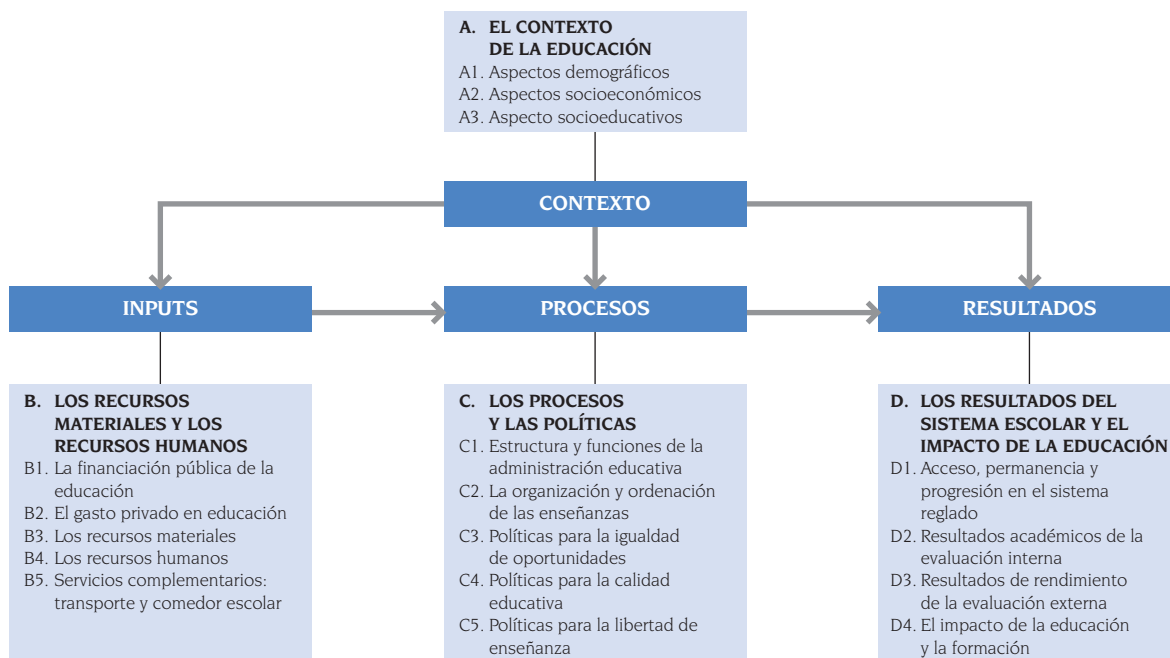 A. EL CONTEXTO
DE LA EDUCACIÓN
A1. Aspectos demográficos
A2. Aspectos socioeconómicos
A3. Aspecto socioeducativos
CONTEXTO
INPUTS
PROCESOS
RESULTADOS
B. LOS RECURSOS
MATERIALES Y LOS
RECURSOS HUMANOS
B1. La financiación pública de la
educación
B2. El gasto privado en educación
B3. Los recursos materiales
B4. Los recursos humanos
B5. Servicios complementarios:
transporte y comedor escolar
C. LOS PROCESOS
Y LAS POLÍTICAS
C1. Estructura y funciones de la
administración educativa
C2. La organización y ordenación
de las enseñanzas
C3. Políticas para la igualdad
de oportunidades
C4. Políticas para la calidad
educativa
C5. Políticas para la libertad de
enseñanza
D. LOS RESULTADOS DEL
SISTEMA ESCOLAR Y EL
IMPACTO DE LA EDUCACIÓN
D1. Acceso, permanencia y
progresión en el sistema
reglado
D2. Resultados académicos de la
evaluación interna
D3. Resultados de rendimiento
de la evaluación externa
D4. El impacto de la educación
y la formación